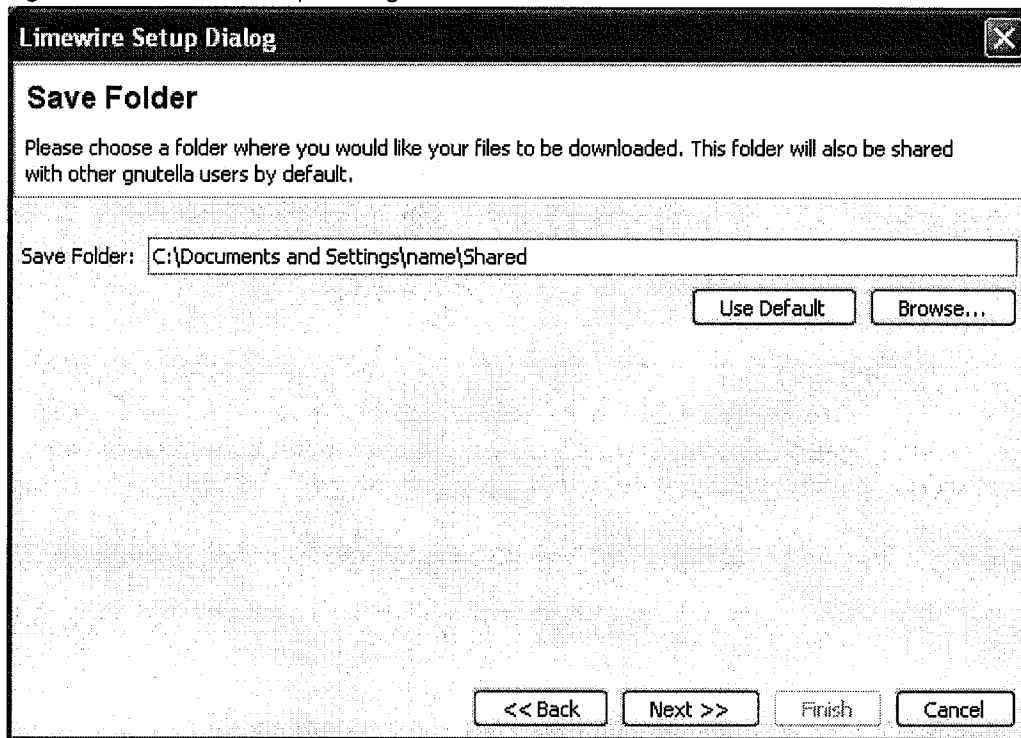 Limewire Setup Dialog
Save Folder
Please choose a folder where you would like your files to be downloaded. This folder will also be shared
with other gnutella users by default.
Save Folder: C:\Documents and Settings\name\Shared
Use Default Browse...
<< Back Next >> Finish Cancel